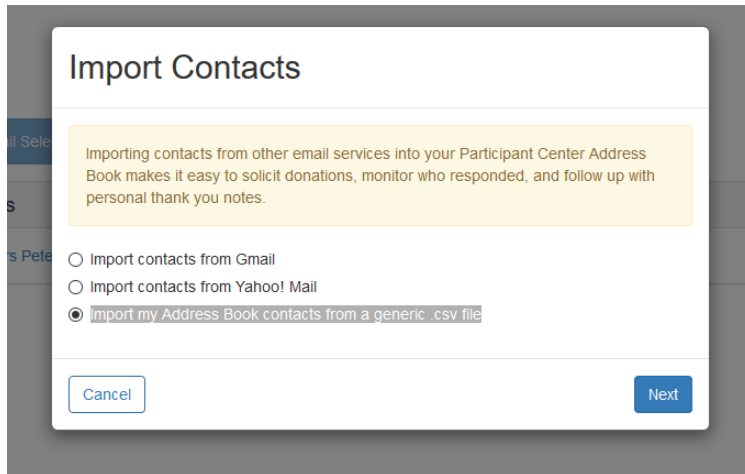 Import Contacts
Importing contacts from other email services into your Participant Center Address
Book makes it easy to solicit donations, monitor who responded, and follow up with
personal thank you notes.
Import contacts from Gmail
Import contacts from Yahoo! Mail
Import my Address Book contacts from a generic .csv file
Cancel
Next